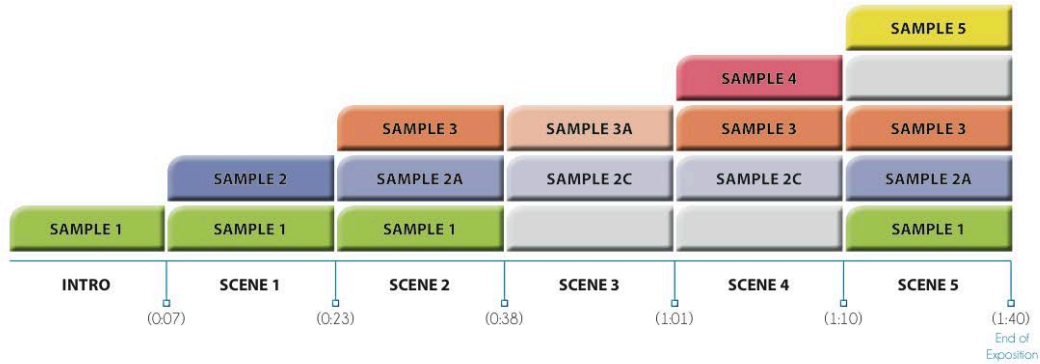 SAMPLE 5
SAMPLE 4
SAMPLE 3 SAMPLE 3A SAMPLE 3 SAMPLE 3
SAMPLE 2 SAMPLE 2A SAMPLE 2C SAMPLE 2C SAMPLE 2A
SAMPLE 1 SAMPLE 1 SAMPLE 1 SAMPLE 1
INTRO SCENE 1 SCENE 2 SCENE 3 SCENE 4 SCENE 5
(0:07) (0:23) (0:38) (1:01) (1:10) (1:40)
End of
Exposition